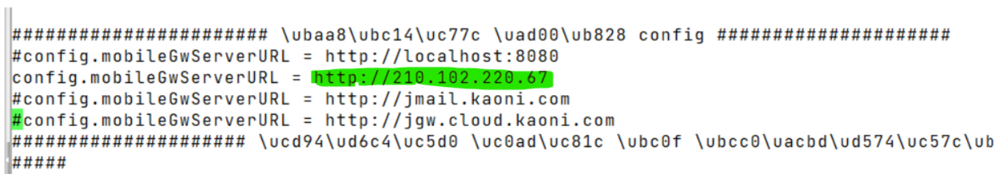 ######################## \ubaa8\ubc14\uc77c \uad00\ub828 config #####################
#config.mobileGwServerURL = http://localhost:8080
config.mobileGwServerURL = http://210.102.220.67
#config.mobileGwServerURL = http://jmail.kaoni.com
#config.mobileGwServerURL = http://jgw.cloud.kaoni.com
##################### \ucd94\ud6c4\uc5d0 \uc0ad\uc81c \ubc0f \ubcc0\uacbd\ud574\uc57c\ub
#####